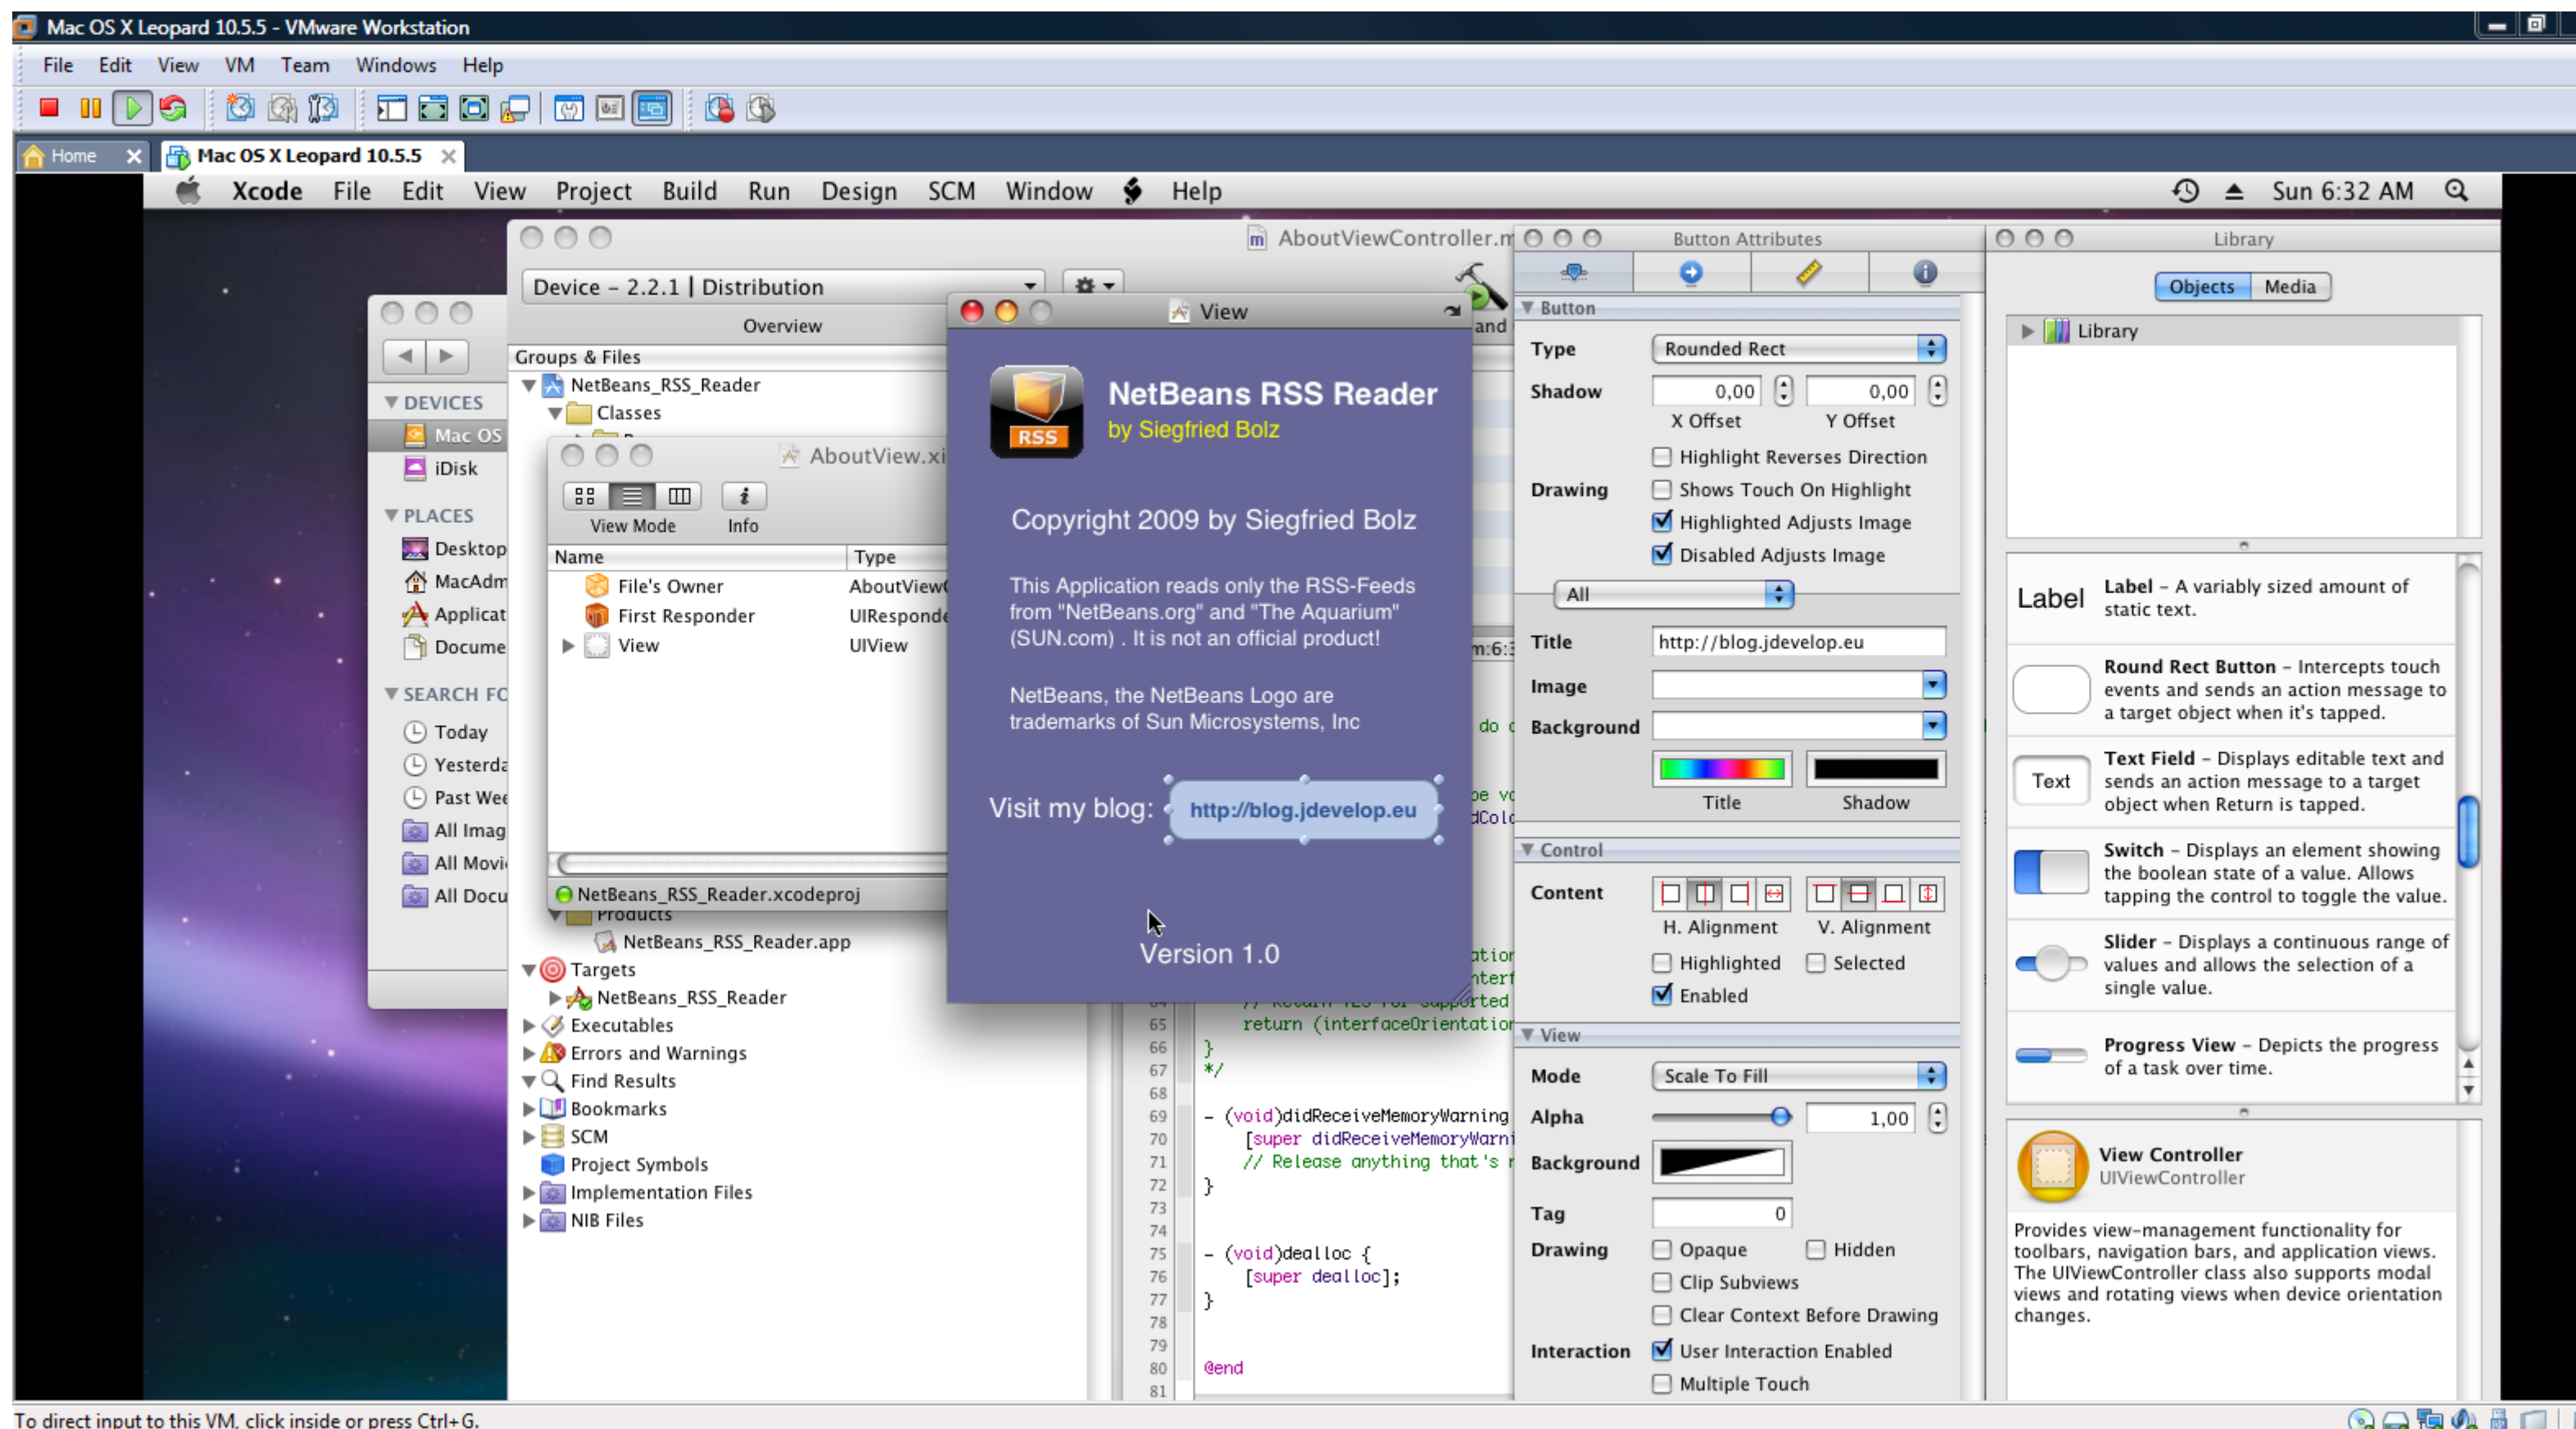 Mac OS X Leopard 10.5.5 - VMware Workstation
File Edit View VM Team Windows Help
Home
Mac OS X Leopard 10.5.5
Xcode File Edit View Project Build Run Design SCM Window Help
Sun 6:32 AM
DEVICES
Mac OS
iDisk
PLACES
Desktop
MacAdm
Applicat
Docume
SEARCH FO
Today
Yesterda
Past Wee
All Imag
All Movi
All Docu
AboutViewController.m
Device – 2.2.1 | Distribution
Overview
and
Groups & Files
NetBeans_RSS_Reader
Classes
AboutView.xi
View Mode
Info
Name Type
File's Owner AboutViewC
First Responder UIResponde
View UIView
NetBeans_RSS_Reader.xcodeproj
Products
NetBeans_RSS_Reader.app
Targets
NetBeans_RSS_Reader
Executables
Errors and Warnings
Find Results
Bookmarks
SCM
Project Symbols
Implementation Files
NIB Files
View
RSS
NetBeans RSS Reader
by Siegfried Bolz
Copyright 2009 by Siegfried Bolz
This Application reads only the RSS-Feeds
from "NetBeans.org" and "The Aquarium"
(SUN.com) . It is not an official product!
NetBeans, the NetBeans Logo are
trademarks of Sun Microsystems, Inc
Visit my blog:
http://blog.jdevelop.eu
Version 1.0
64 // Return YES for supported
65 return (interfaceOrientation
66 }
67 */
68
69 - (void)didReceiveMemoryWarning
70 [super didReceiveMemoryWarni
71 // Release anything that's
72 }
73
74
75 - (void)dealloc {
76 [super dealloc];
77 }
78
79
80 @end
81
Button Attributes
Button
Type Rounded Rect
Shadow 0,00 0,00
X Offset Y Offset
Highlight Reverses Direction
Drawing Shows Touch On Highlight
Highlighted Adjusts Image
Disabled Adjusts Image
All
Title http://blog.jdevelop.eu
Image
Background
Title Shadow
Control
Content
H. Alignment V. Alignment
Highlighted Selected
Enabled
View
Mode Scale To Fill
Alpha 1,00
Background
Tag 0
Drawing Opaque Hidden
Clip Subviews
Clear Context Before Drawing
Interaction User Interaction Enabled
Multiple Touch
Library
Objects Media
Library
Label
Label – A variably sized amount of
static text.
Round Rect Button – Intercepts touch
events and sends an action message to
a target object when it's tapped.
Text
Text Field – Displays editable text and
sends an action message to a target
object when Return is tapped.
Switch – Displays an element showing
the boolean state of a value. Allows
tapping the control to toggle the value.
Slider – Displays a continuous range of
values and allows the selection of a
single value.
Progress View – Depicts the progress
of a task over time.
View Controller
UIViewController
Provides view–management functionality for
toolbars, navigation bars, and application views.
The UIViewController class also supports modal
views and rotating views when device orientation
changes.
To direct input to this VM, click inside or press Ctrl+G.